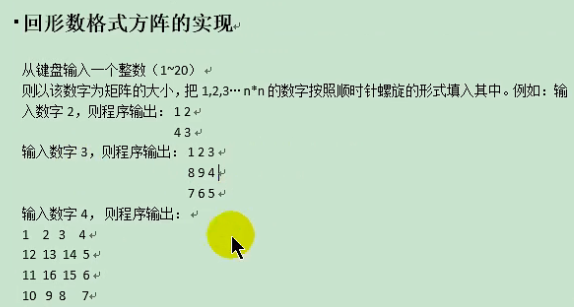 ·回形数格式方阵的实现
从键盘输入一个整数（1~20）
则以该数字为矩阵的大小，把 1,2,3…n*n 的数字按照顺时针螺旋的形式填入其中。例如：输
入数字 2，则程序输出： 1 2
4 3
输入数字 3，则程序输出： 1 2 3
8 9 4
7 6 5
输入数字 4，则程序输出：
1 2 3 4
12 13 14 5
11 16 15 6
10 9 8 7